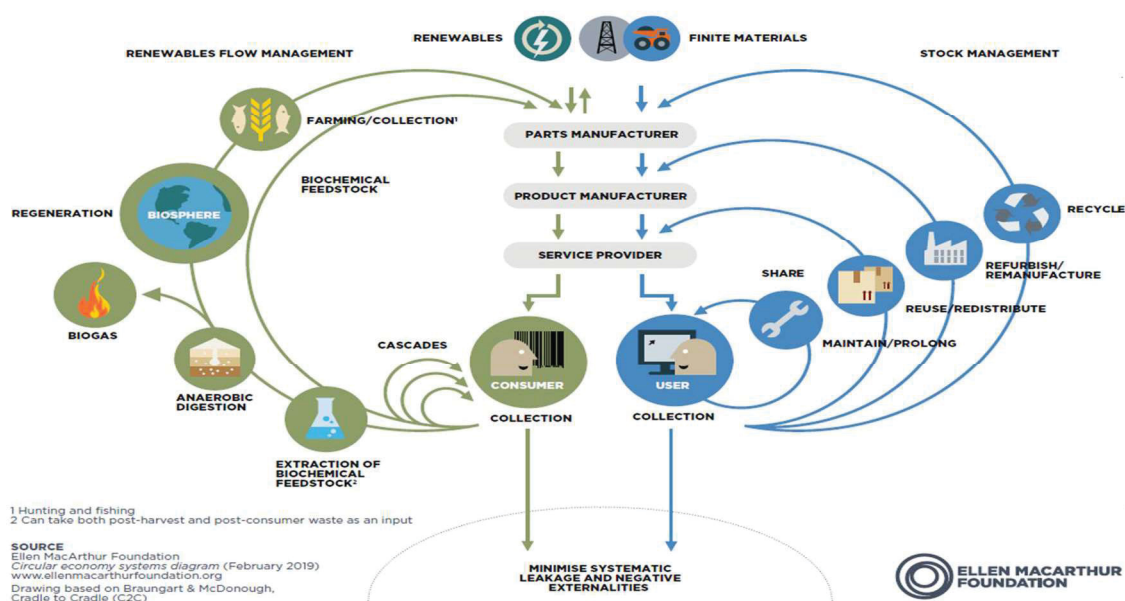 RENEWABLES
FINITE MATERIALS
RENEWABLES FLOW MANAGEMENT
STOCK MANAGEMENT
FARMING/COLLECTION¹
PARTS MANUFACTURER
BIOCHEMICAL
FEEDSTOCK
PRODUCT MANUFACTURER
REGENERATION
BIOSPHERE
RECYCLE
SERVICE PROVIDER
SHARE
REFURBISH/
REMANUFACTURE
REUSE/REDISTRIBUTE
BIOGAS
MAINTAIN/PROLONG
CASCADES
CONSUMER
USER
ANAEROBIC
DIGESTION
COLLECTION
COLLECTION
EXTRACTION OF
BIOCHEMICAL
FEEDSTOCK²
1 Hunting and fishing
2 Can take both post-harvest and post-consumer waste as an input
SOURCE
Ellen MacArthur Foundation
Circular economy systems diagram (February 2019)
www.ellenmacarthurfoundation.org
Drawing based on Braungart & McDonough,
Cradle to Cradle (C2C)
MINIMISE SYSTEMATIC
LEAKAGE AND NEGATIVE
EXTERNALITIES
ELLEN MACARTHUR
FOUNDATION